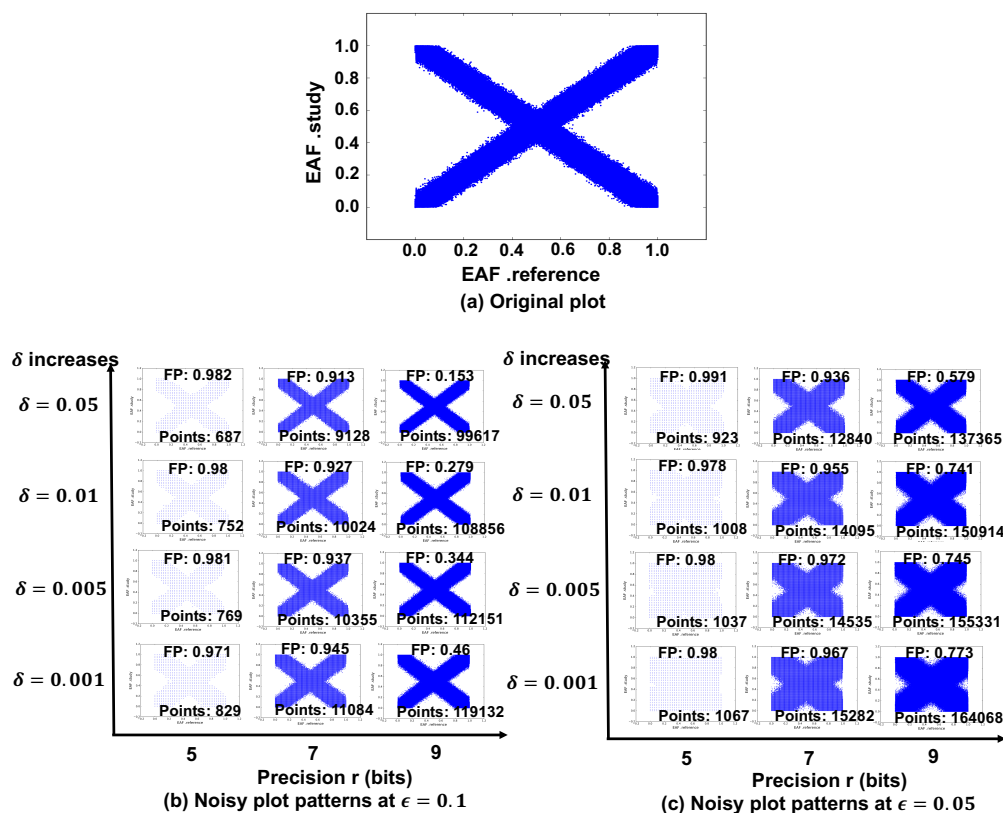 1.0
0.8
0.6
0.4
0.2
0.0
EAF .study
0.0 0.2 0.4 0.6 0.8 1.0
EAF .reference
(a) Original plot
δ increases
δ = 0.05
FP: 0.982
Points: 687
FP: 0.913
Points: 9128
FP: 0.153
Points: 99617
δ = 0.01
FP: 0.98
Points: 752
FP: 0.927
Points: 10024
FP: 0.279
Points: 108856
δ = 0.005
FP: 0.981
Points: 769
FP: 0.937
Points: 10355
FP: 0.344
Points: 112151
δ = 0.001
FP: 0.971
Points: 829
FP: 0.945
Points: 11084
FP: 0.46
Points: 119132
5 7 9
Precision r (bits)
(b) Noisy plot patterns at ϵ = 0.1
δ increases
δ = 0.05
FP: 0.991
Points: 923
FP: 0.936
Points: 12840
FP: 0.579
Points: 137365
δ = 0.01
FP: 0.978
Points: 1008
FP: 0.955
Points: 14095
FP: 0.741
Points: 150914
δ = 0.005
FP: 0.98
Points: 1037
FP: 0.972
Points: 14535
FP: 0.745
Points: 155331
δ = 0.001
FP: 0.98
Points: 1067
FP: 0.967
Points: 15282
FP: 0.773
Points: 164068
5 7 9
Precision r (bits)
(c) Noisy plot patterns at ϵ = 0.05